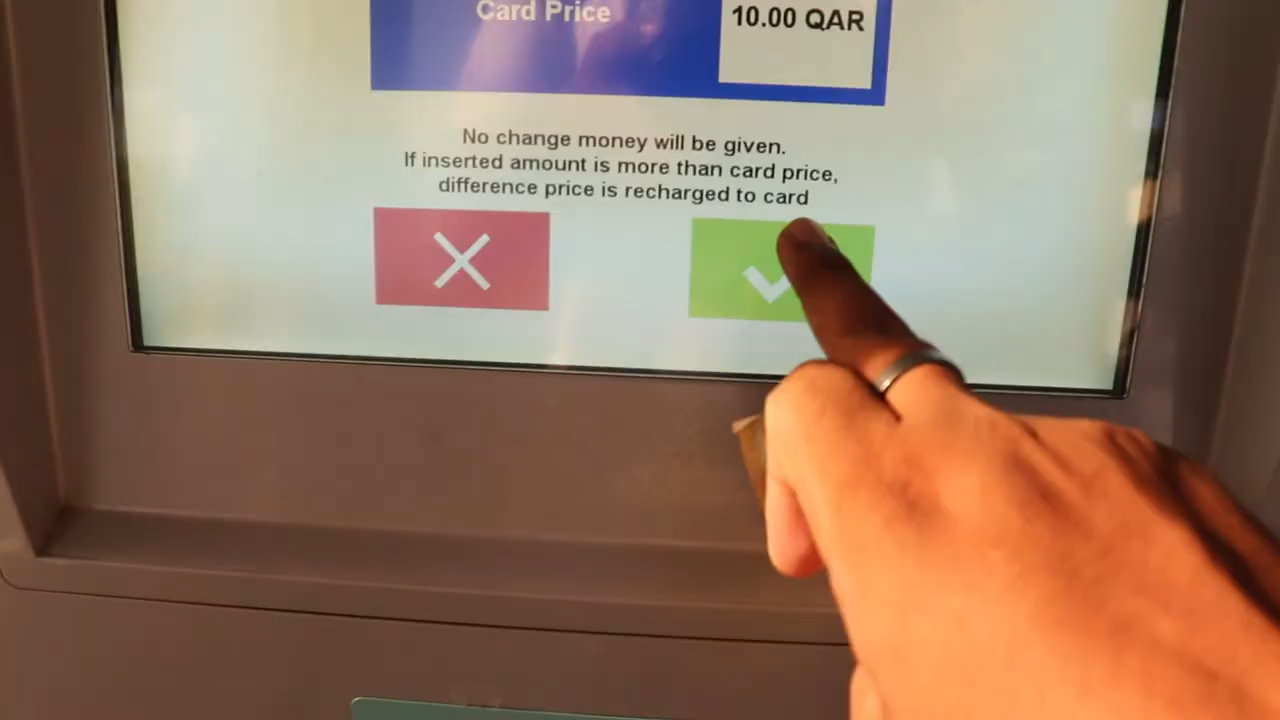 Card Price
10.00 QAR
No change money will be given.
If inserted amount is more than card price,
difference price is recharged to card